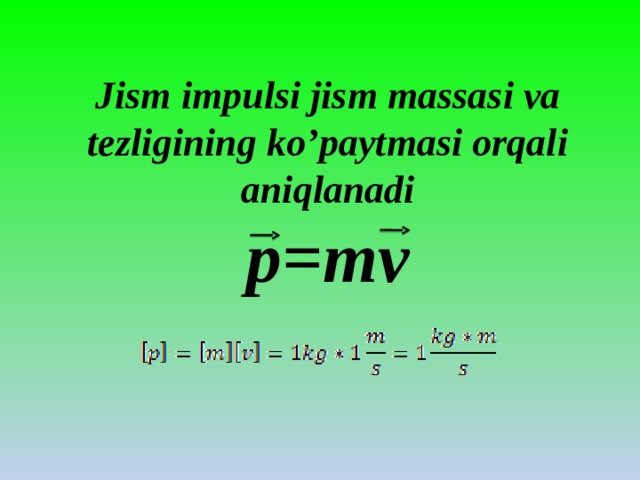 Jism impulsi jism massasi va
tezligining ko’paytmasi orqali
aniqlanadi
p⃗=mv⃗
[p] = [m][v] = 1kg ∗ 1 m/s = 1 kg∗m/s